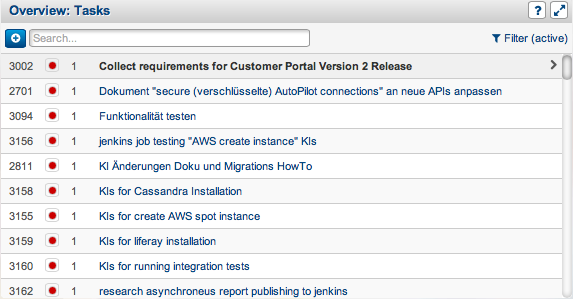 Overview: Tasks ?
Search... Filter (active)
3002 1 Collect requirements for Customer Portal Version 2 Release
2701 1 Dokument "secure (verschlüsselte) AutoPilot connections" an neue APIs anpassen
3094 1 Funktionalität testen
3156 1 jenkins job testing "AWS create instance" KIs
2811 1 KI Änderungen Doku und Migrations HowTo
3158 1 KIs for Cassandra Installation
3155 1 KIs for create AWS spot instance
3159 1 KIs for liferay installation
3160 1 KIs for running integration tests
3162 1 research asynchroneus report publishing to jenkins